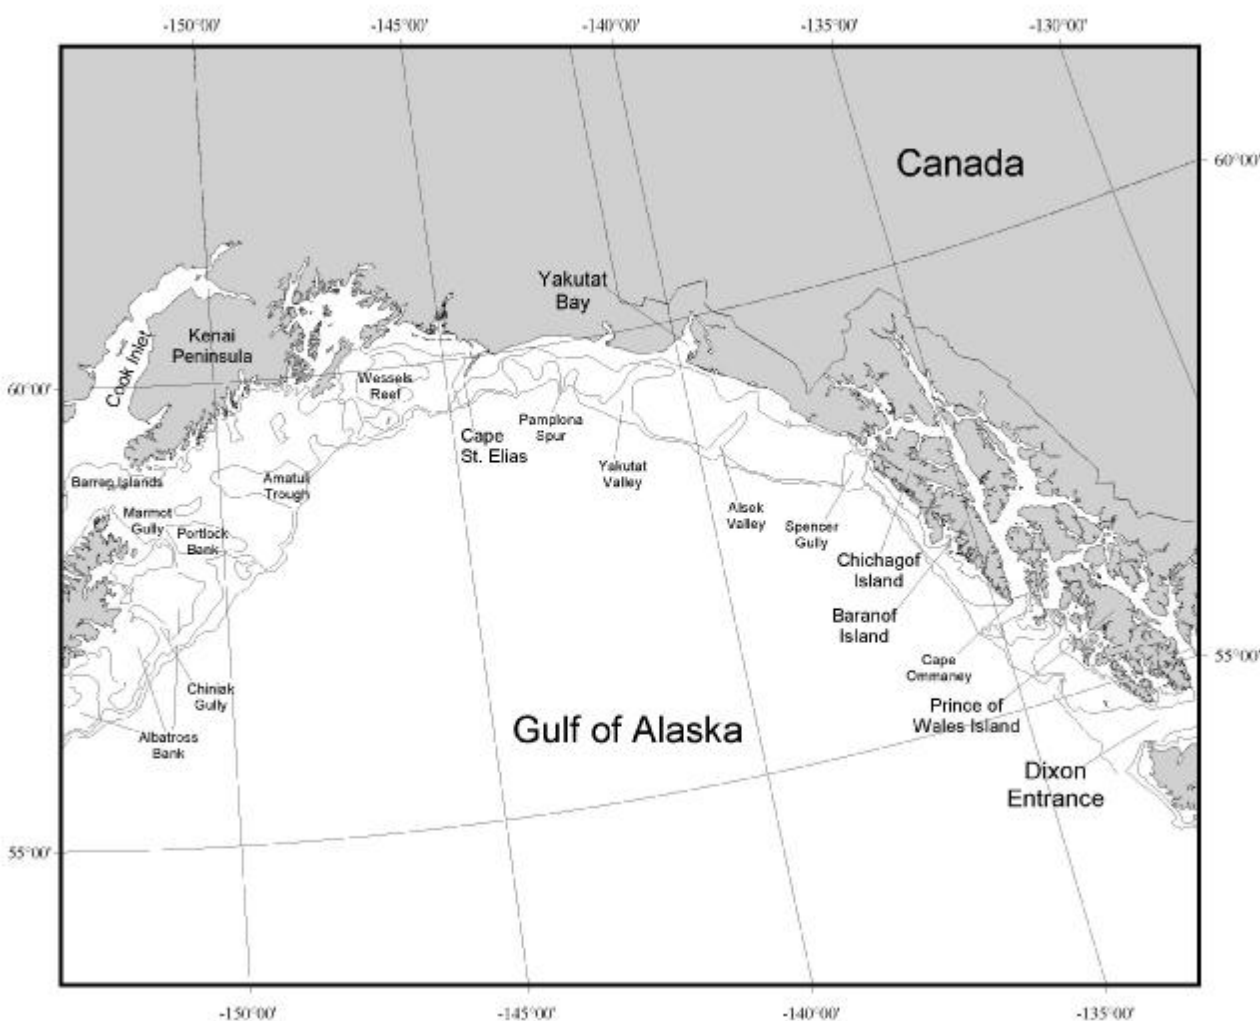 -150°00'
-145°00'
-140°00'
-135°00'
-130°00'
Canada
60°00'
Yakutat
Bay
Kenai
Peninsula
Cook Inlet
60°00'
Wessels
Reef
Pamplona
Spur
Cape
St. Elias
Yakutat
Valley
Barren Islands
Amatuli
Trough
Marmot
Gully
Portlock
Bank
Alsek
Valley
Spencer
Gully
Chichagof
Island
Baranof
Island
Cape
Ommaney
55°00'
Chiniak
Gully
Prince of
Wales Island
Albatross
Bank
Gulf of Alaska
Dixon
Entrance
55°00'
-150°00'
-145°00'
-140°00'
-135°00'